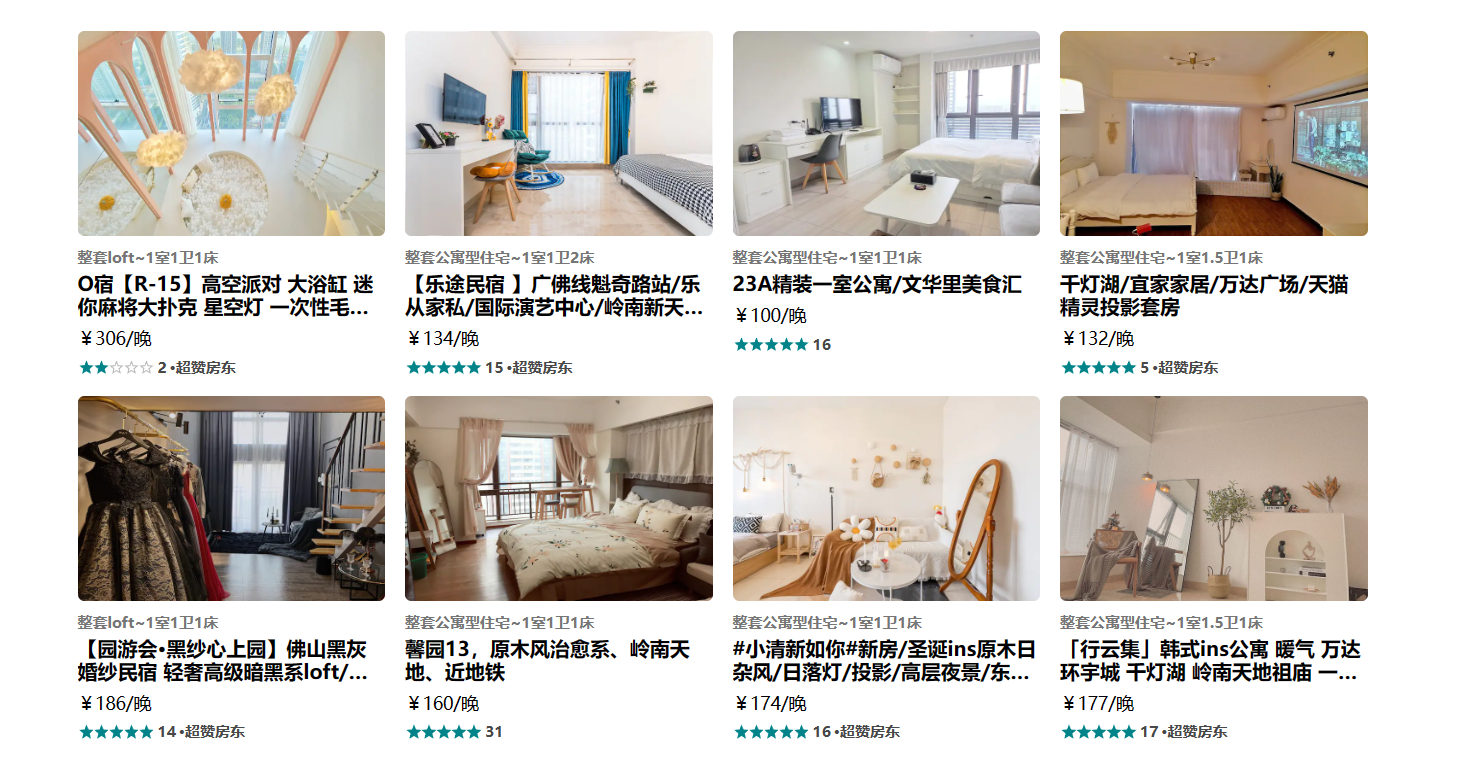 整套loft~1室1卫1床
O宿【R-15】高空派对 大浴缸 迷
你麻将大扑克 星空灯 一次性毛...
￥306/晚
2 •超赞房东
整套公寓型住宅~1室1卫2床
【乐途民宿 】广佛线魁奇路站/乐
从家私/国际演艺中心/岭南新天...
￥134/晚
15 •超赞房东
整套公寓型住宅~1室1卫1床
23A精装一室公寓/文华里美食汇
￥100/晚
16
整套公寓型住宅~1室1.5卫1床
千灯湖/宜家家居/万达广场/天猫
精灵投影套房
￥132/晚
5 •超赞房东
整套loft~1室1卫1床
【园游会•黑纱心上园】佛山黑灰
婚纱民宿 轻奢高级暗黑系loft/...
￥186/晚
14 •超赞房东
整套公寓型住宅~1室1卫1床
馨园13，原木风治愈系、岭南天
地、近地铁
￥160/晚
31
整套公寓型住宅~1室1卫1床
#小清新如你#新房/圣诞ins原木日
杂风/日落灯/投影/高层夜景/东...
￥174/晚
16 •超赞房东
整套公寓型住宅~1室1.5卫1床
「行云集」韩式ins公寓 暖气 万达
环宇城 千灯湖 岭南天地祖庙 一...
￥177/晚
17 •超赞房东